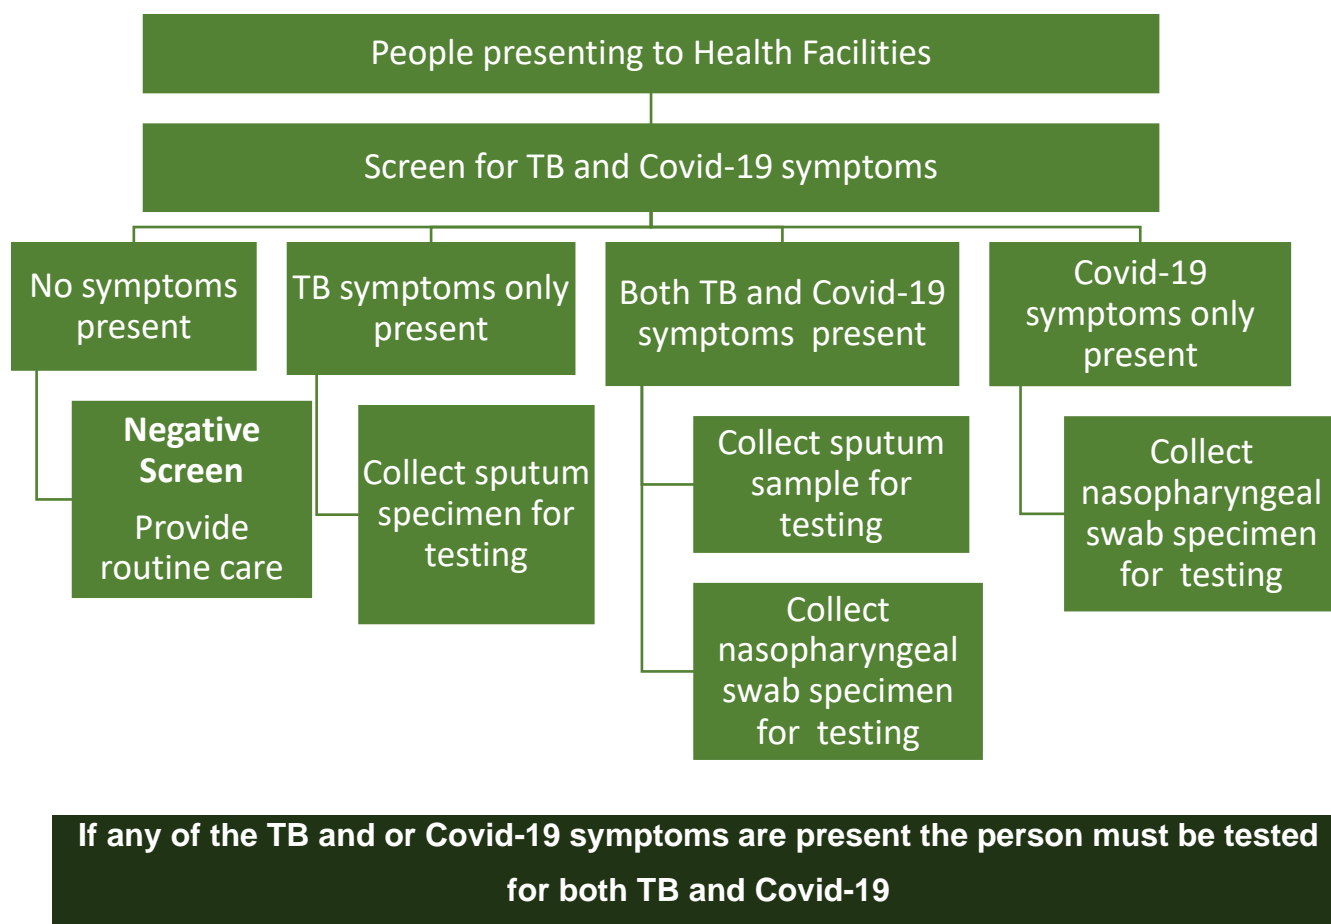 People presenting to Health Facilities
Screen for TB and Covid-19 symptoms
No symptoms
present
Negative
Screen
Provide
routine care
TB symptoms only
present
Collect sputum
specimen for
testing
Both TB and Covid-19
symptoms present
Collect sputum
sample for
testing
Collect
nasopharyngeal
swab specimen
for testing
Covid-19
symptoms only
present
Collect
nasopharyngeal
swab specimen
for testing
If any of the TB and or Covid-19 symptoms are present the person must be tested
for both TB and Covid-19